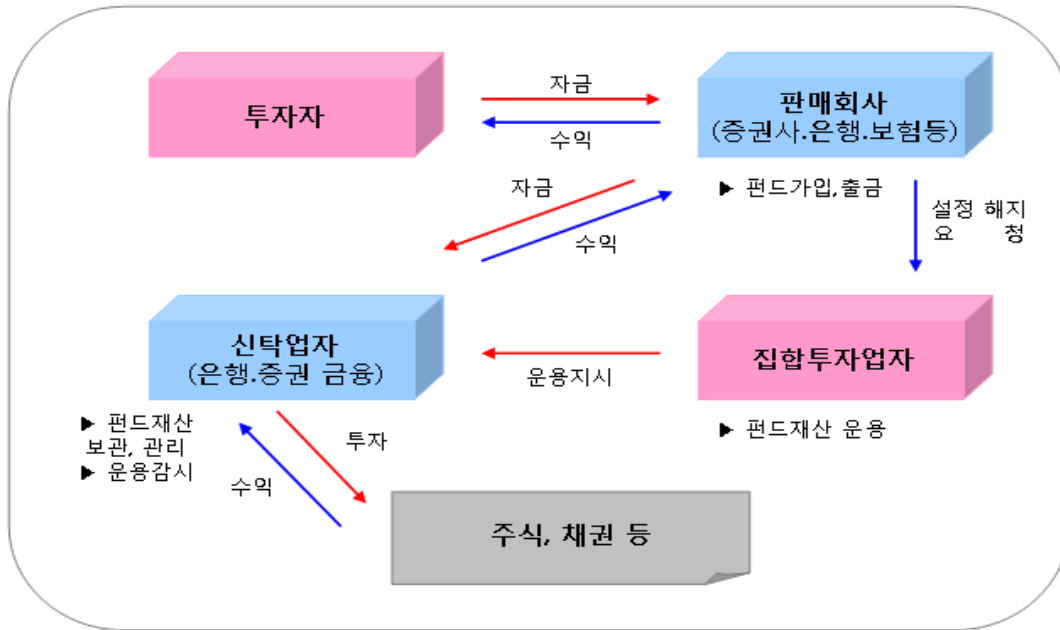 투자자
자금
수익
판매회사
(증권사.은행.보험등)
▶ 펀드가입,출금
자금
수익
설정 해지
요 청
신탁업자
(은행.증권 금융)
▶ 펀드재산
보관, 관리
▶ 운용감시
운용지시
집합투자업자
▶ 펀드재산 운용
투자
수익
주식, 채권 등